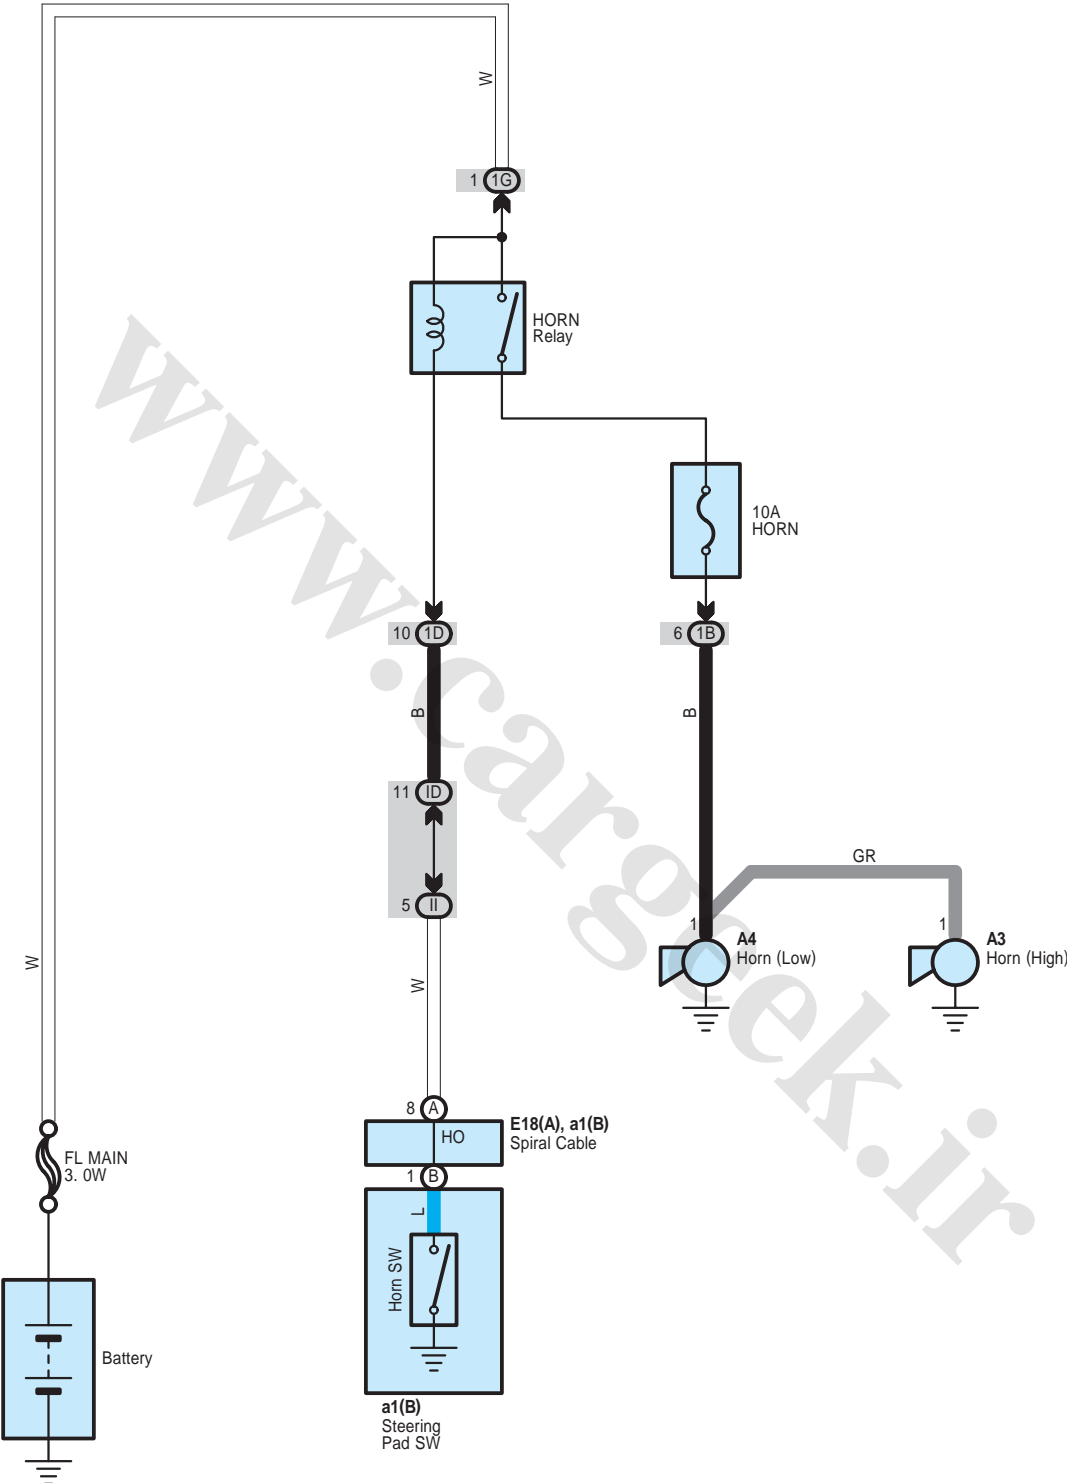 W
1 1G
HORN
Relay
10A
HORN
10 1D
6 1B
B
B
11 ID
GR
5 II
1
A4
Horn (Low)
1
A3
Horn (High)
W
W
8 A
E18(A), a1(B)
Spiral Cable
HO
FL MAIN
3. 0W
1 B
L
Horn SW
Battery
a1(B)
Steering
Pad SW
www.cargeek.ir